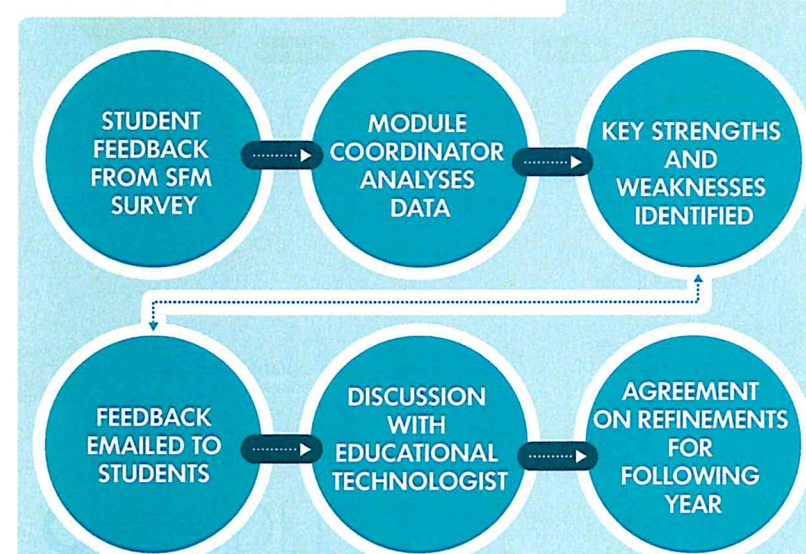 STUDENT
FEEDBACK
FROM SFM
SURVEY
MODULE
COORDINATOR
ANALYSES
DATA
KEY STRENGTHS
AND
WEAKNESSES
IDENTIFIED
FEEDBACK
EMAILED TO
STUDENTS
DISCUSSION
WITH
EDUCATIONAL
TECHNOLOGIST
AGREEMENT
ON REFINEMENTS
FOR
FOLLOWING
YEAR